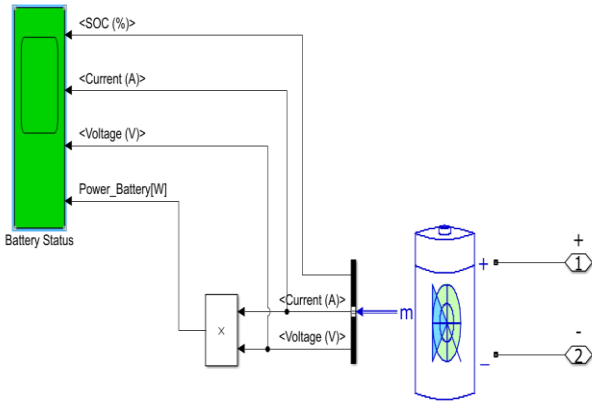 <SOC (%)>
<Current (A)>
<Voltage (V)>
Power_Battery[W]
Battery Status
<Current (A)>
<Voltage (V)>
x
m
+
-
+
1
-
2